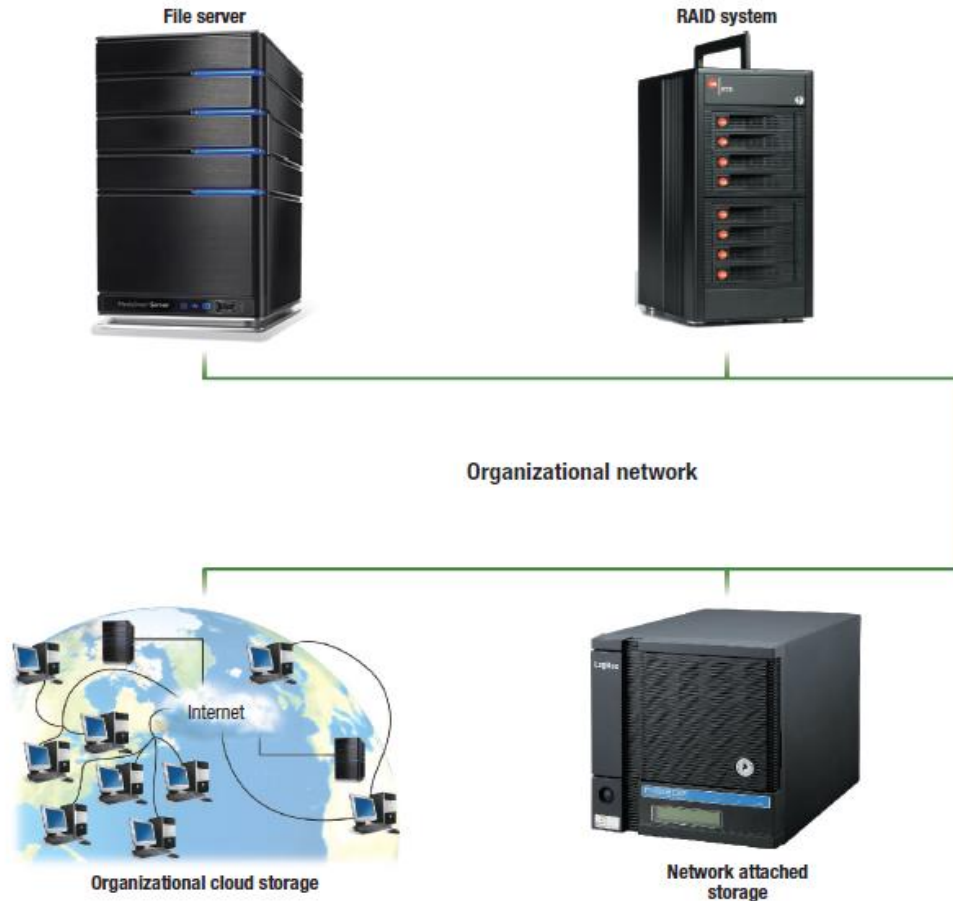 File server
RAID system
Organizational network
Internet
Organizational cloud storage
Network attached
storage